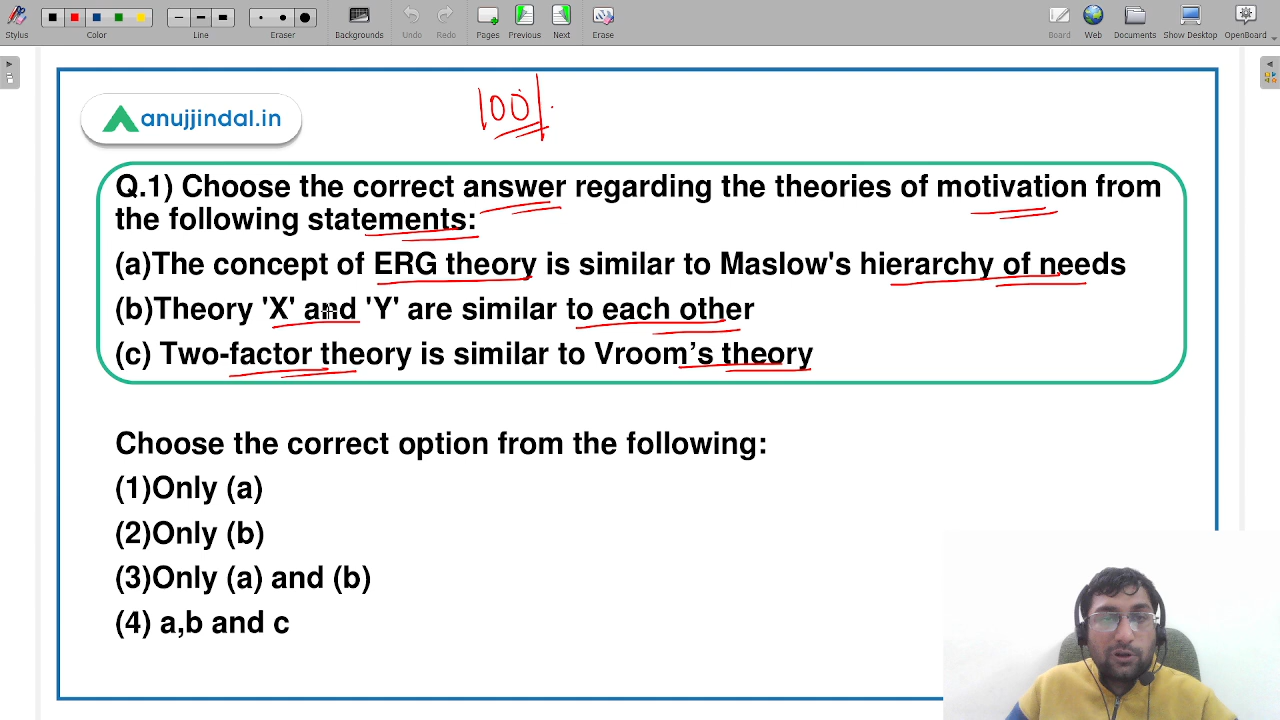 Stylus
Color
Line
Eraser
Backgrounds
Undo
Redo
Pages
Previous
Next
Erase
Board
Web
Documents
Show Desktop
OpenBoard
100%
anujjindal.in
Q.1) Choose the correct answer regarding the theories of motivation from
the following statements:
(a)The concept of ERG theory is similar to Maslow's hierarchy of needs
(b)Theory 'X' and 'Y' are similar to each other
(c) Two-factor theory is similar to Vroom’s theory
Choose the correct option from the following:
(1)Only (a)
(2)Only (b)
(3)Only (a) and (b)
(4) a,b and c